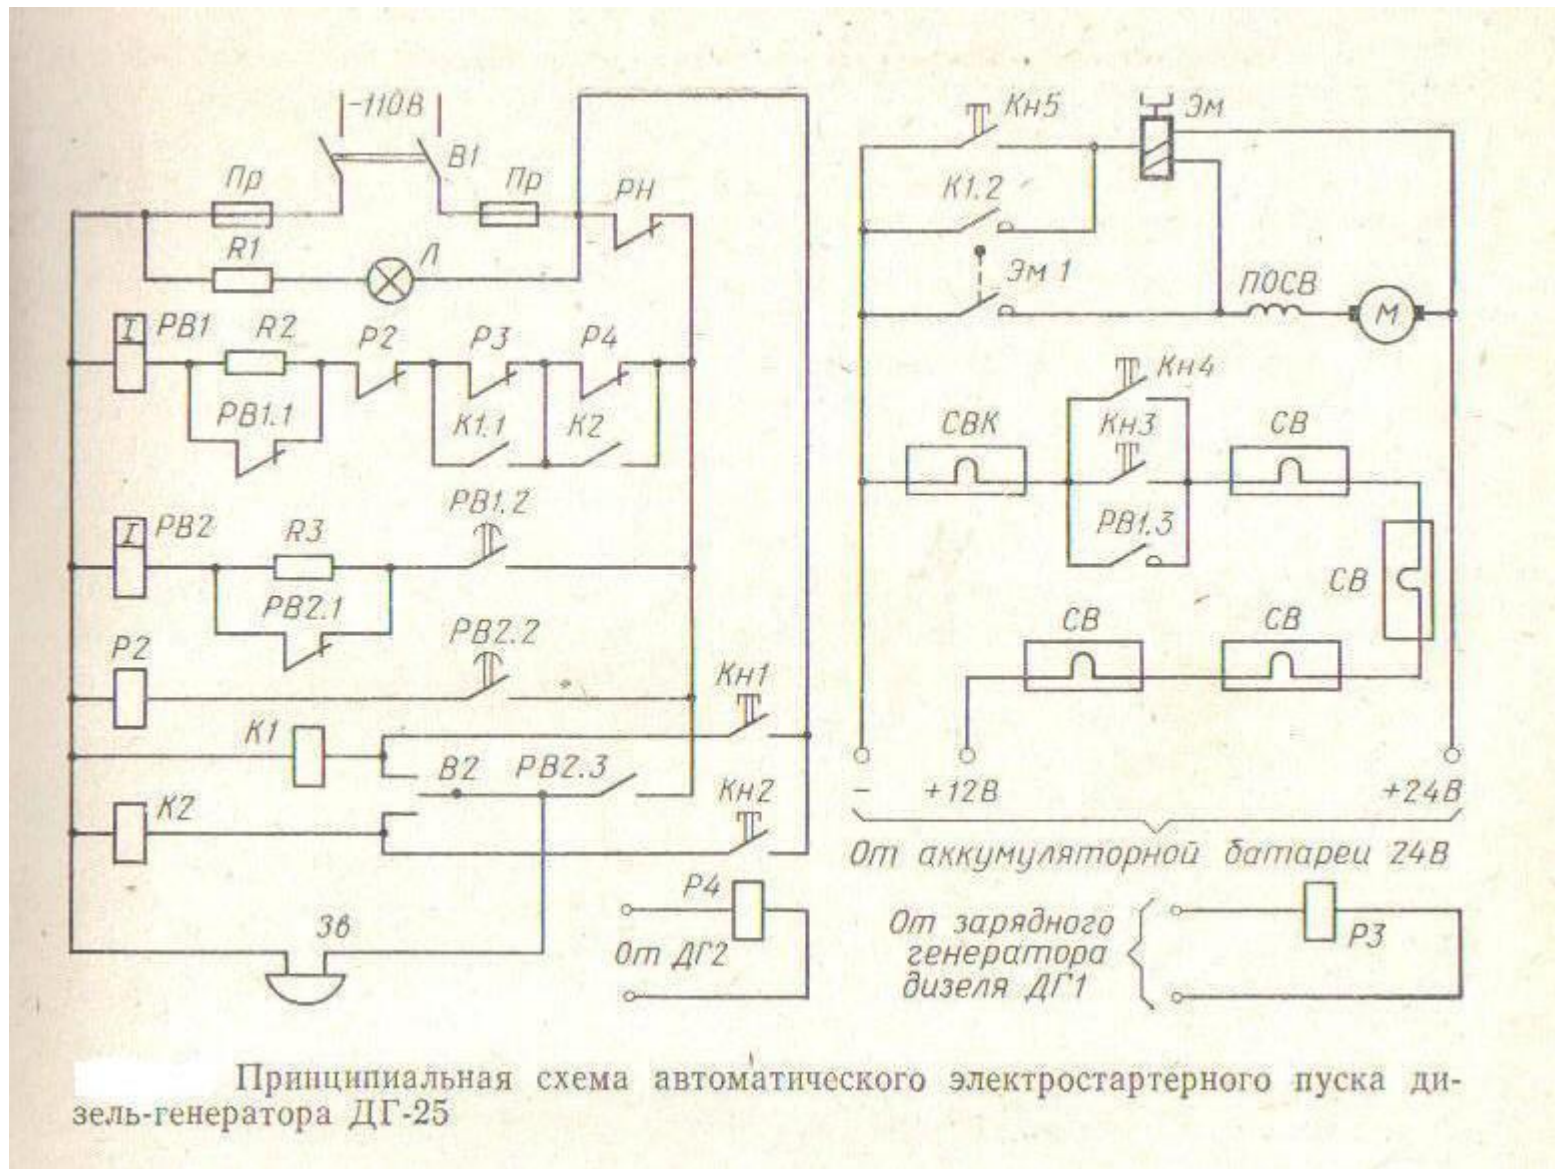 -110В
В1
Пр
Пр
РН
R1
Л
I
РВ1
R2
Р2
Р3
Р4
РВ1.1
К1.1
К2
I
РВ2
R3
РВ1.2
РВ2.1
РВ2.2
Р2
К1
Кн1
В2
РВ2.3
К2
Кн2
Зв
Р4
От ДГ2
Кн5
Эм
К1.2
Эм 1
ПОСВ
М
Кн4
СВК
Кн3
СВ
РВ1.3
СВ
СВ
СВ
–
+12В
+24В
От аккумуляторной батареи 24В
От зарядного
генератора
дизеля ДГ1
Р3
Принципиальная схема автоматического электростартерного пуска ди-
зель-генератора ДГ-25